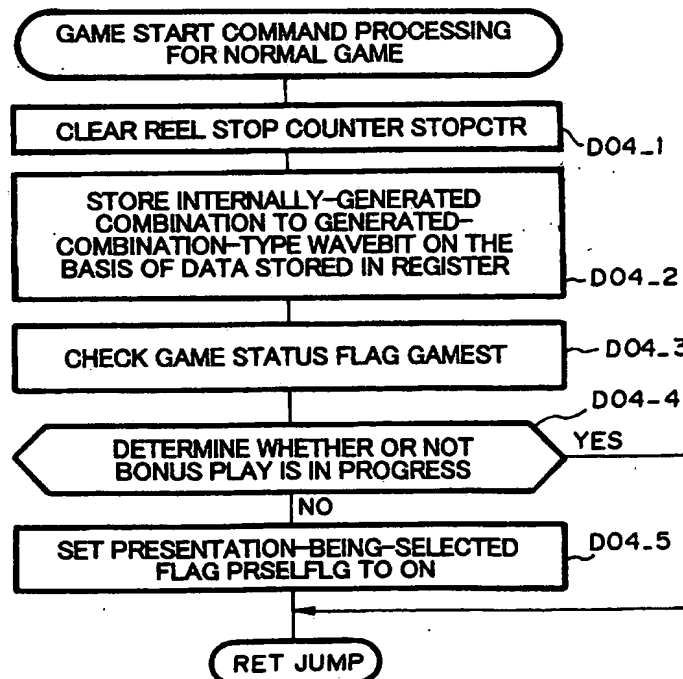 GAME START COMMAND PROCESSING
FOR NORMAL GAME
CLEAR REEL STOP COUNTER STOPCTR
D04_1
STORE INTERNALLY-GENERATED
COMBINATION TO GENERATED-
COMBINATION-TYPE WAVEBIT ON THE
BASIS OF DATA STORED IN REGISTER
D04_2
CHECK GAME STATUS FLAG GAMEST
D04_3
D04_4
DETERMINE WHETHER OR NOT
BONUS PLAY IS IN PROGRESS
YES
NO
SET PRESENTATION-BEING-SELECTED
FLAG PRSELFLG TO ON
D04_5
RET JUMP